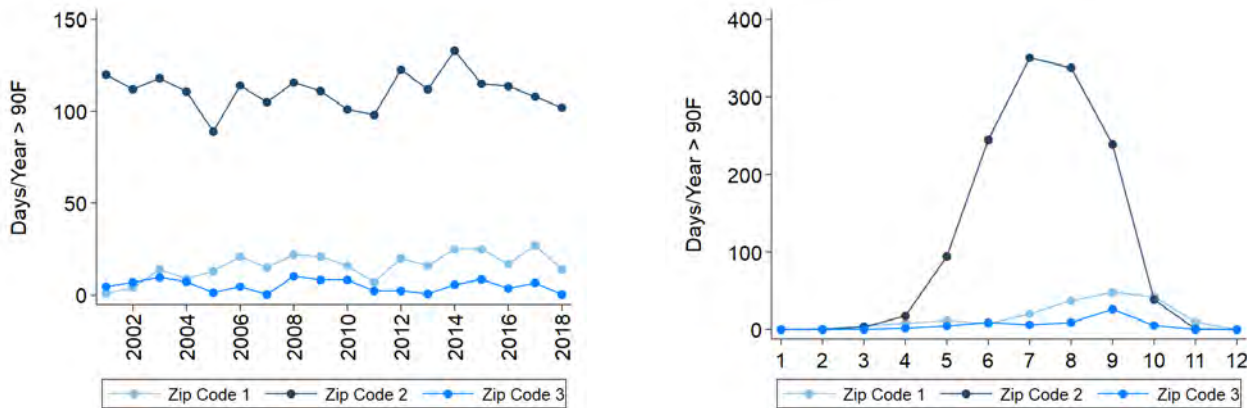 Days/Year > 90F
150
100
50
0
2002
2004
2006
2008
2010
2012
2014
2016
2018
Zip Code 1
Zip Code 2
Zip Code 3
Days/Year > 90F
400
300
200
100
0
1 2 3 4 5 6 7 8 9 10 11 12
Zip Code 1
Zip Code 2
Zip Code 3